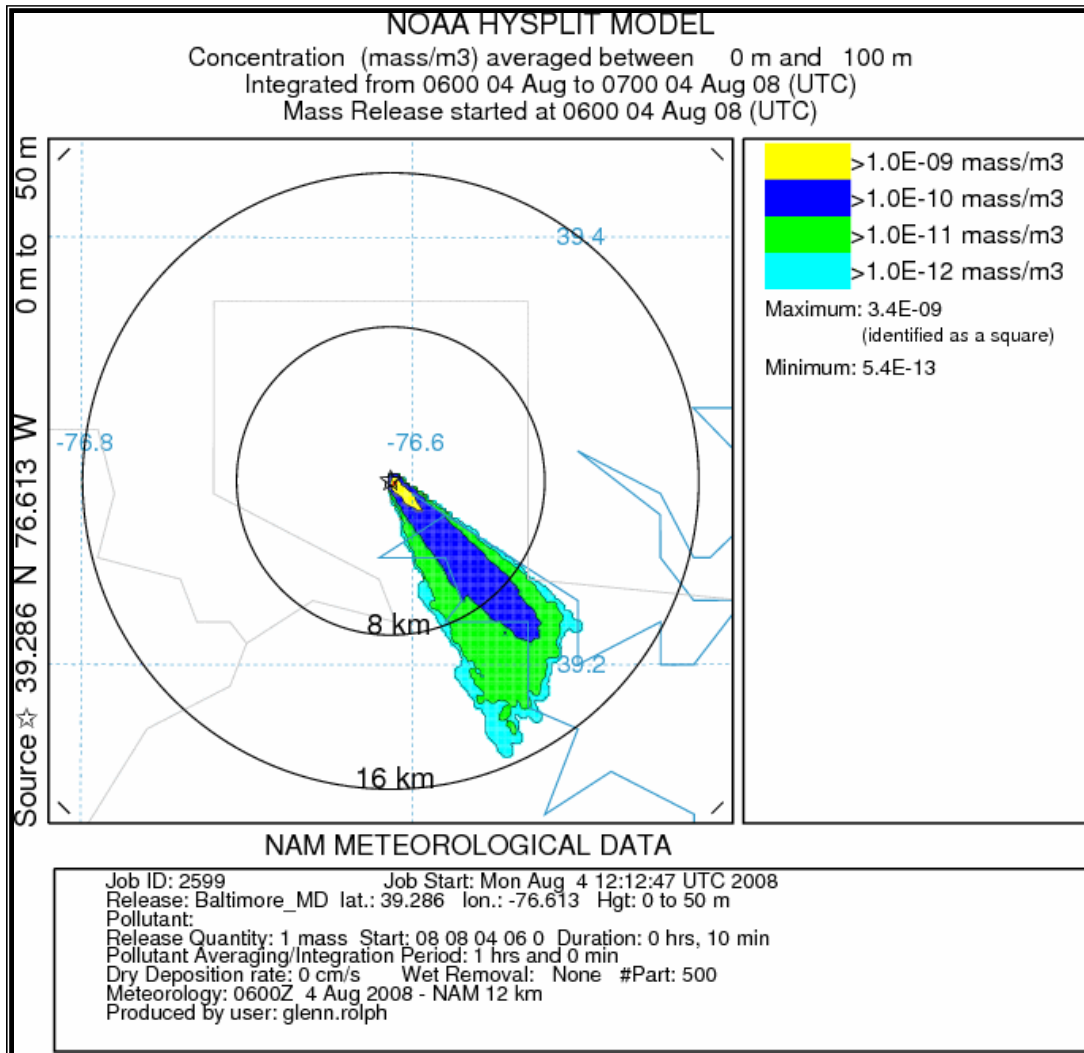 NOAA HYSPLIT MODEL
Concentration (mass/m3) averaged between 0 m and 100 m
Integrated from 0600 04 Aug to 0700 04 Aug 08 (UTC)
Mass Release started at 0600 04 Aug 08 (UTC)
Source ☆ 39.286 N 76.613 W 0 m to 50 m
39.4
-76.8
-76.6
8 km
39.2
16 km
>1.0E-09 mass/m3
>1.0E-10 mass/m3
>1.0E-11 mass/m3
>1.0E-12 mass/m3
Maximum: 3.4E-09
(identified as a square)
Minimum: 5.4E-13
NAM METEOROLOGICAL DATA
Job ID: 2599 Job Start: Mon Aug 4 12:12:47 UTC 2008
Release: Baltimore_MD lat.: 39.286 lon.: -76.613 Hgt: 0 to 50 m
Pollutant:
Release Quantity: 1 mass Start: 08 08 04 06 0 Duration: 0 hrs, 10 min
Pollutant Averaging/Integration Period: 1 hrs and 0 min
Dry Deposition rate: 0 cm/s Wet Removal: None #Part: 500
Meteorology: 0600Z 4 Aug 2008 - NAM 12 km
Produced by user: glenn.rolph